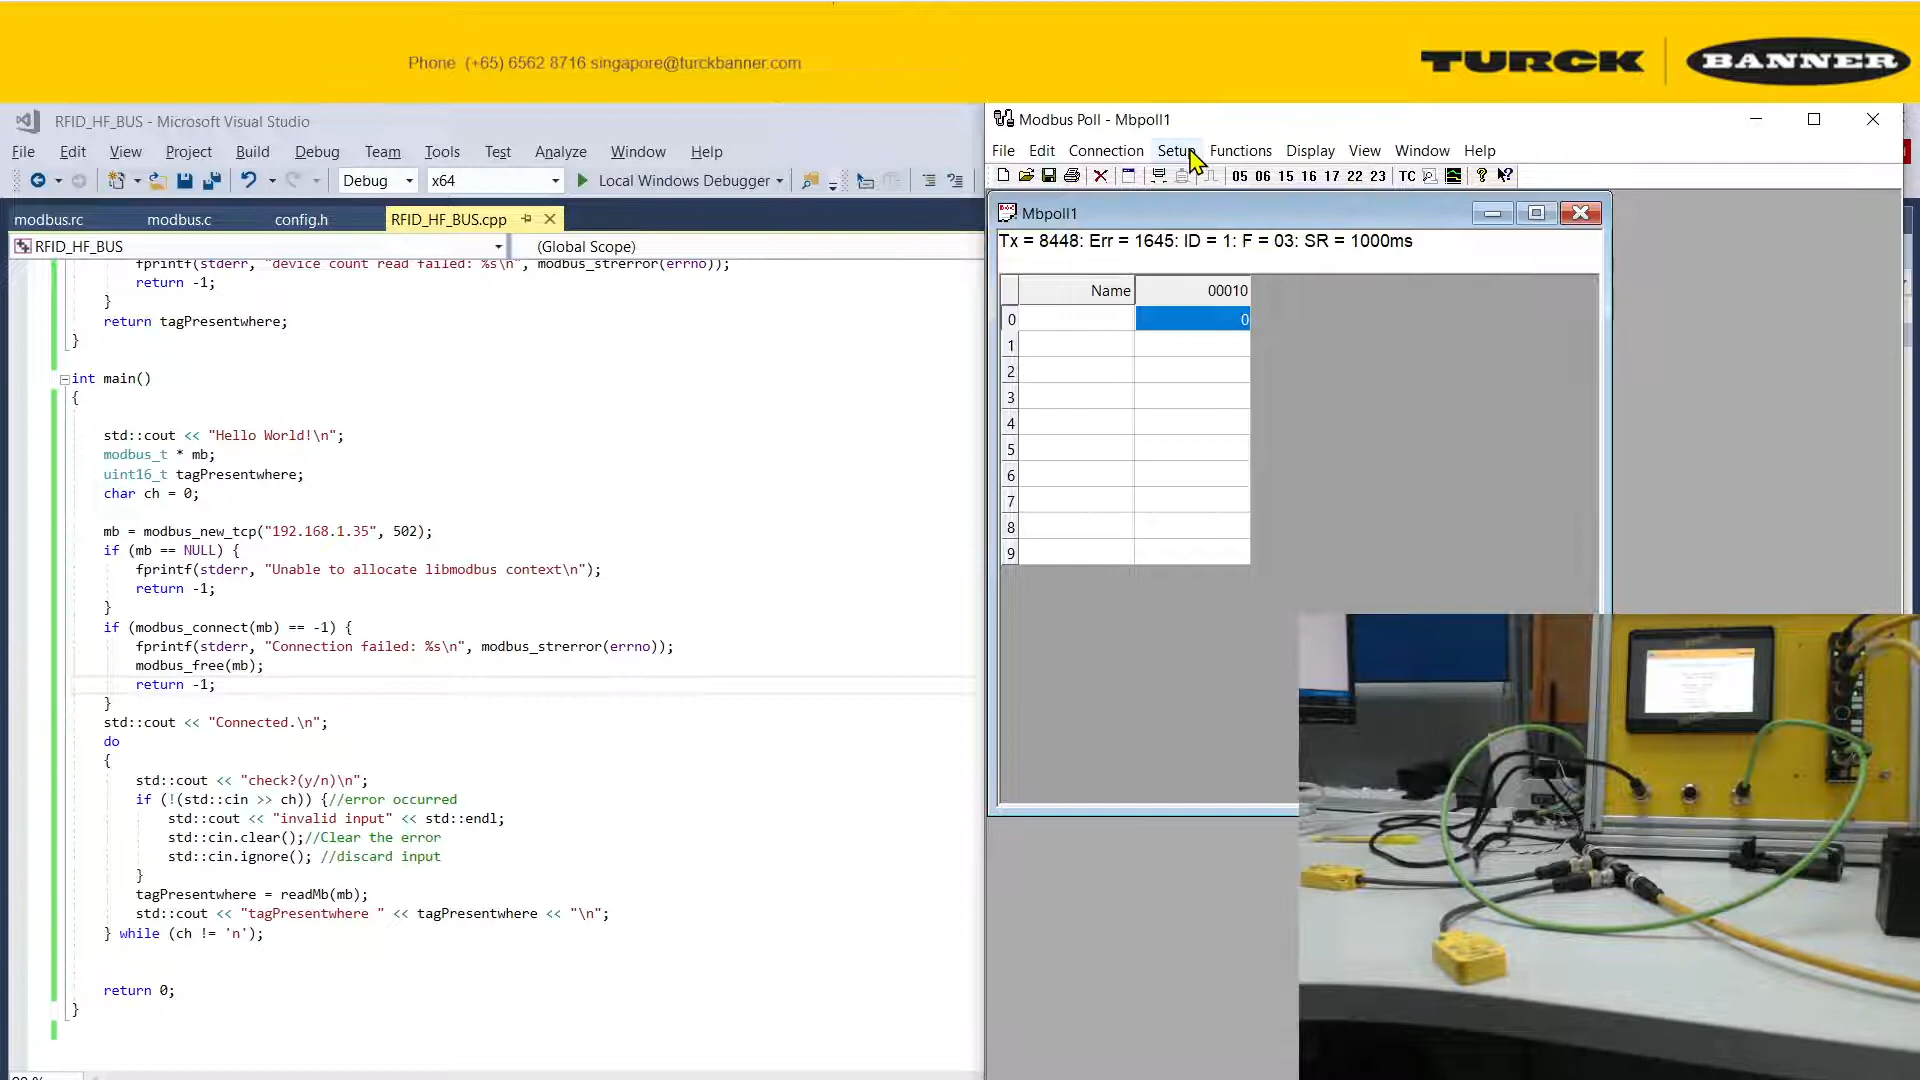 Phone (+65) 6562 8716 singapore@turckbanner.com
TURCK
BANNER
RFID_HF_BUS - Microsoft Visual Studio
File Edit View Project Build Debug Team Tools Test Analyze Window Help
Debug x64 Local Windows Debugger
modbus.rc modbus.c config.h RFID_HF_BUS.cpp
RFID_HF_BUS (Global Scope)
fprintf(stderr, "device count read failed: %s\n", modbus_strerror(errno));
return -1;
}
return tagPresentwhere;
}
int main()
{
std::cout << "Hello World!\n";
modbus_t * mb;
uint16_t tagPresentwhere;
char ch = 0;
mb = modbus_new_tcp("192.168.1.35", 502);
if (mb == NULL) {
fprintf(stderr, "Unable to allocate libmodbus context\n");
return -1;
}
if (modbus_connect(mb) == -1) {
fprintf(stderr, "Connection failed: %s\n", modbus_strerror(errno));
modbus_free(mb);
return -1;
}
std::cout << "Connected.\n";
do
{
std::cout << "check?(y/n)\n";
if (!(std::cin >> ch)) {//error occurred
std::cout << "invalid input" << std::endl;
std::cin.clear();//Clear the error
std::cin.ignore(); //discard input
}
tagPresentwhere = readMb(mb);
std::cout << "tagPresentwhere " << tagPresentwhere << "\n";
} while (ch != 'n');
return 0;
}
Modbus Poll - Mbpoll1
File Edit Connection Setup Functions Display View Window Help
05 06 15 16 17 22 23 TC
Mbpoll1
Tx = 8448: Err = 1645: ID = 1: F = 03: SR = 1000ms
Name 00010
0 0
1
2
3
4
5
6
7
8
9